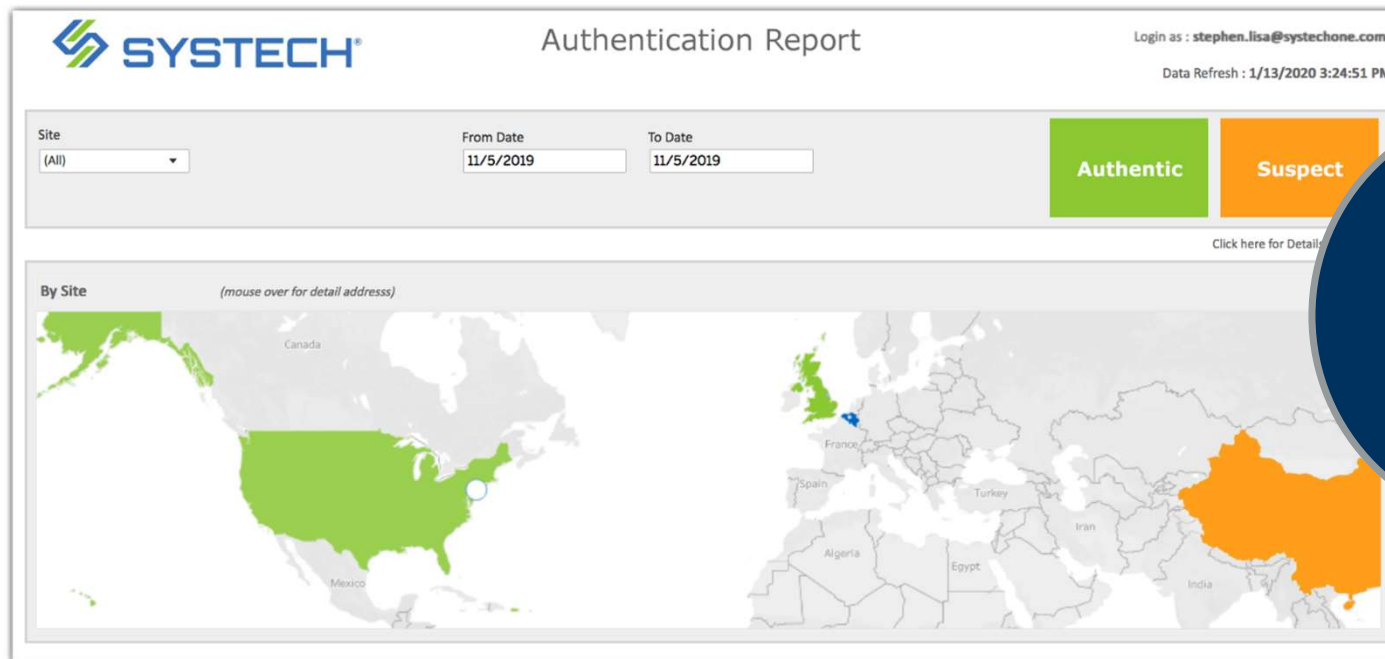 SYSTECH®
Authentication Report
Login as : stephen.lisa@systechone.com
Data Refresh : 1/13/2020 3:24:51 PM
Site
From Date
To Date
(All)
11/5/2019
11/5/2019
Authentic
Suspect
Click here for Details
By Site
(mouse over for detail addresss)
Canada
France
Spain
Turkey
Iran
Algeria
Egypt
Mexico
India